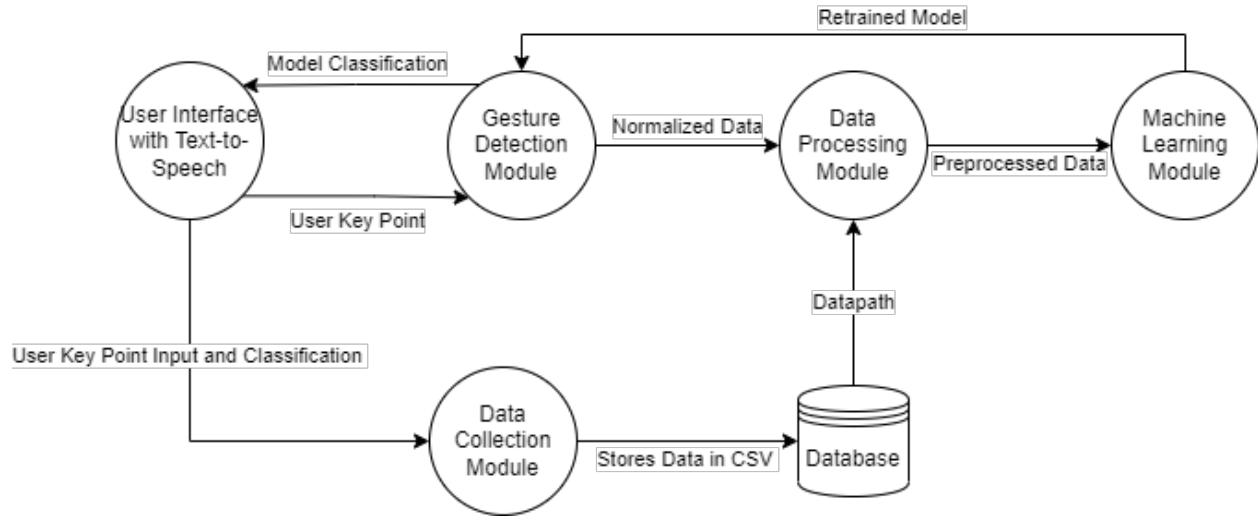 Retrained Model
Model Classification
User Interface
with Text-to-
Speech
Gesture
Detection
Module
Normalized Data
Data
Processing
Module
Preprocessed Data
Machine
Learning
Module
User Key Point
Datapath
User Key Point Input and Classification
Data
Collection
Module
Stores Data in CSV
Database